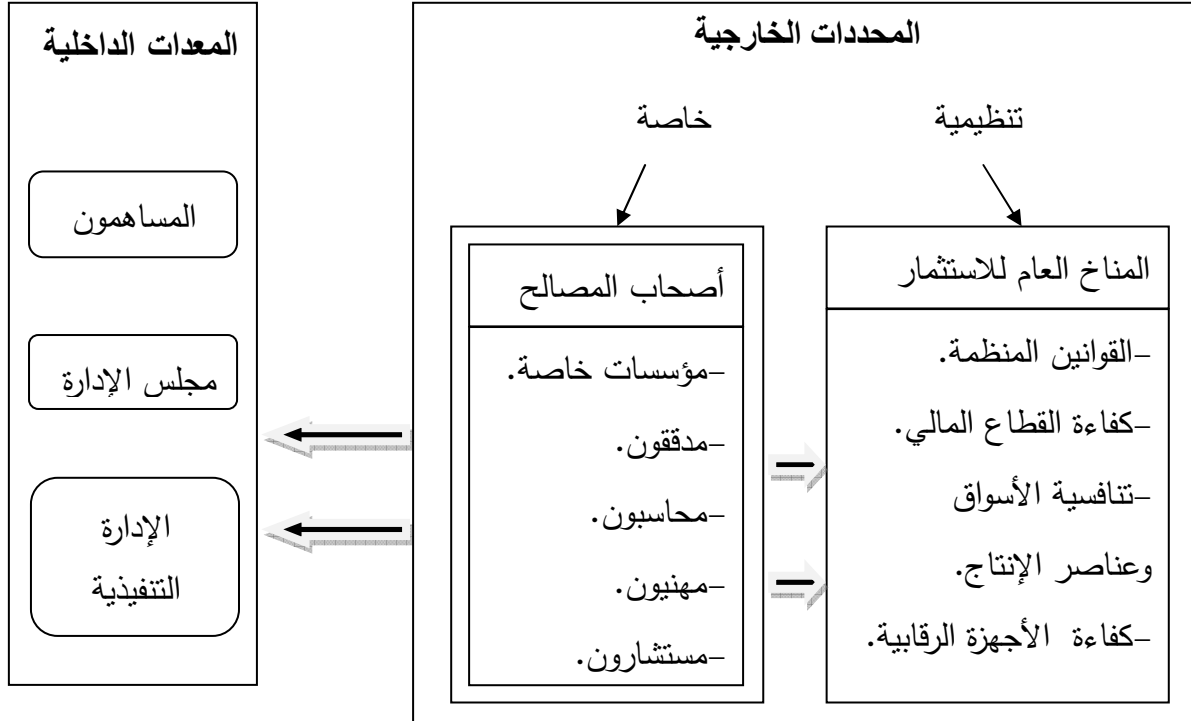 المحددات الخارجية
تنظيمية
خاصة
المناخ العام للاستثمار
-القوانين المنظمة.
-كفاءة القطاع المالي.
-تنافسية الأسواق
وعناصر الإنتاج.
-كفاءة الأجهزة الرقابية.
أصحاب المصالح
-مؤسسات خاصة.
-مدققون.
-محاسبون.
-مهنيون.
-مستشارون.
المعدات الداخلية
المساهمون
مجلس الإدارة
الإدارة
التنفيذية